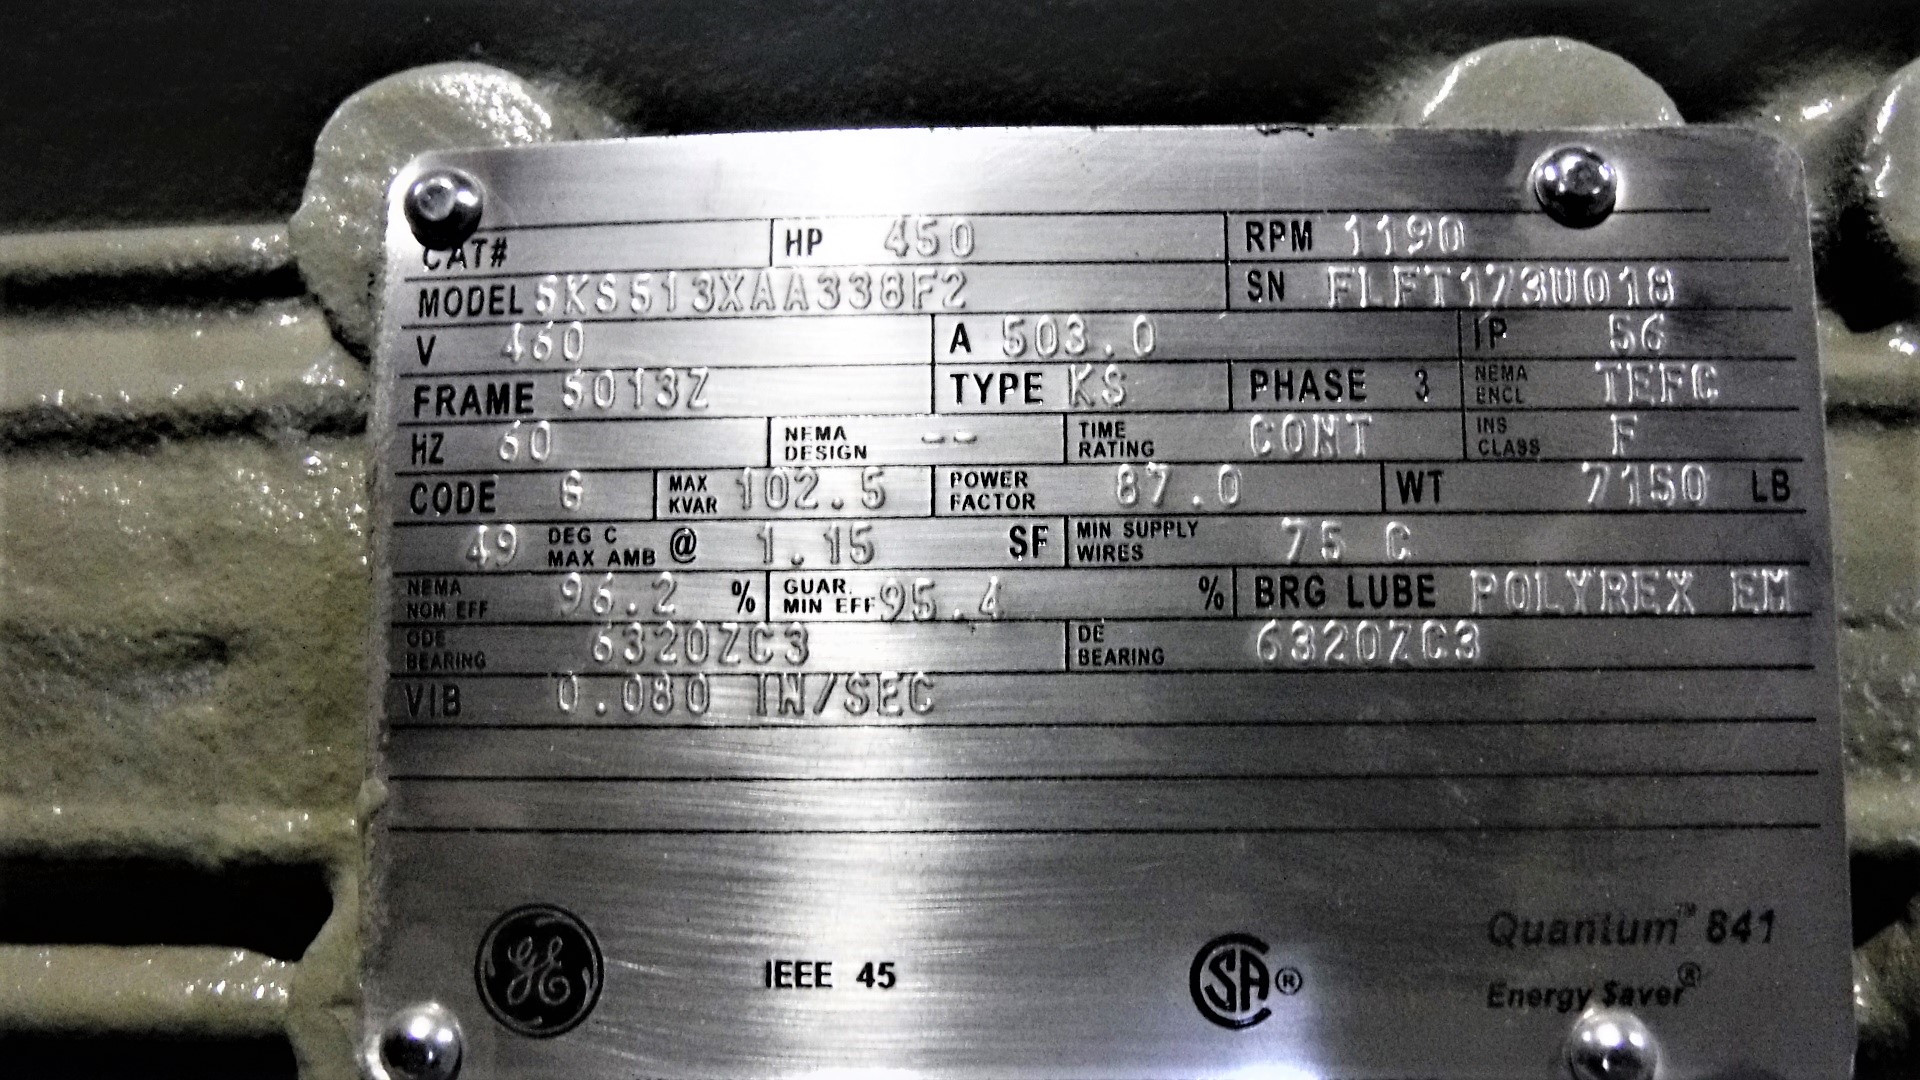 CAT# HP 450 RPM 1190
MODEL 5KS513XAA338F2 SN FLFT173U018
V 460 A 503.0 IP 56
FRAME 5013Z TYPE KS PHASE 3 NEMA ENCL TEFC
HZ 60 NEMA DESIGN -- TIME RATING CONT INS CLASS F
CODE G MAX KVAR 102.5 POWER FACTOR 87.0 WT 7150 LB
49 DEG C MAX AMB @ 1.15 SF MIN SUPPLY WIRES 75 C
NEMA NOM EFF 96.2 % GUAR. MIN EFF 95.4 % BRG LUBE POLYREX EM
ODE BEARING 6320ZC3 DE BEARING 6320ZC3
VIB 0.080 IN/SEC
GE IEEE 45 CSA® Quantum™ 841
Energy Saver®